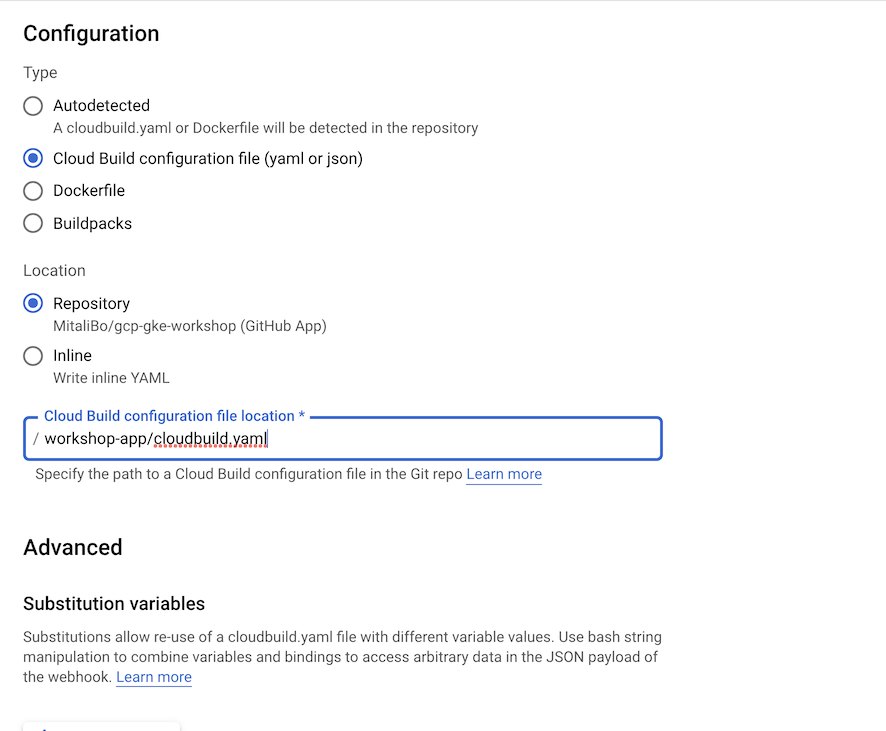 Configuration
Type
Autodetected
A cloudbuild.yaml or Dockerfile will be detected in the repository
Cloud Build configuration file (yaml or json)
Dockerfile
Buildpacks
Location
Repository
MitaliBo/gcp-gke-workshop (GitHub App)
Inline
Write inline YAML
Cloud Build configuration file location *
/ workshop-app/cloudbuild.yaml
Specify the path to a Cloud Build configuration file in the Git repo Learn more
Advanced
Substitution variables
Substitutions allow re-use of a cloudbuild.yaml file with different variable values. Use bash string
manipulation to combine variables and bindings to access arbitrary data in the JSON payload of
the webhook. Learn more